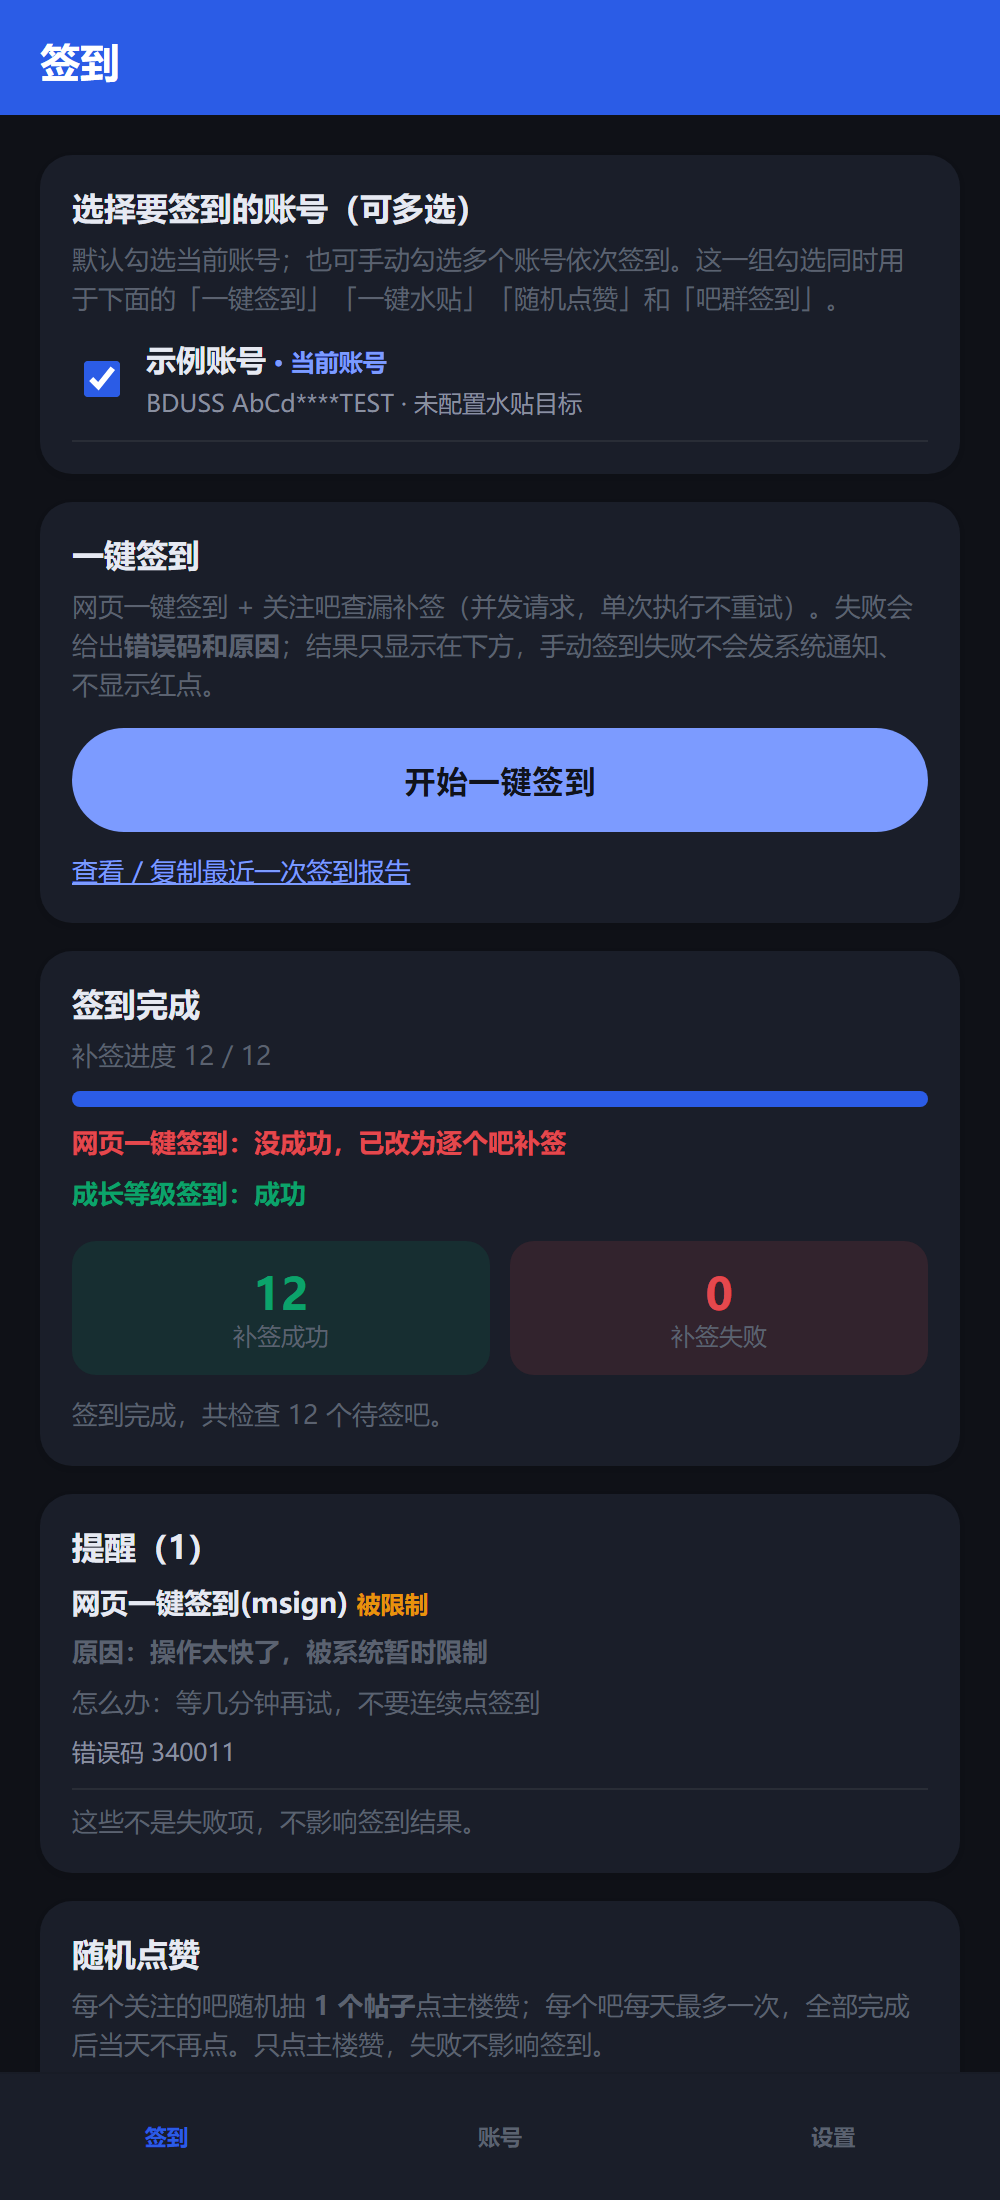 签到
选择要签到的账号（可多选）
默认勾选当前账号；也可手动勾选多个账号依次签到。这一组勾选同时用
于下面的「一键签到」「一键水贴」「随机点赞」和「吧群签到」。
示例账号 · 当前账号
BDUSS AbCd****TEST · 未配置水贴目标
一键签到
网页一键签到 + 关注吧查漏补签（并发请求，单次执行不重试）。失败会
给出错误码和原因；结果只显示在下方，手动签到失败不会发系统通知、
不显示红点。
开始一键签到
查看 / 复制最近一次签到报告
签到完成
补签进度 12 / 12
网页一键签到：没成功，已改为逐个吧补签
成长等级签到：成功
12
补签成功
0
补签失败
签到完成，共检查 12 个待签吧。
提醒（1）
网页一键签到(msign) 被限制
原因：操作太快了，被系统暂时限制
怎么办：等几分钟再试，不要连续点签到
错误码 340011
这些不是失败项，不影响签到结果。
随机点赞
每个关注的吧随机抽 1 个帖子点主楼赞；每个吧每天最多一次，全部完成
后当天不再点。只点主楼赞，失败不影响签到。
签到
账号
设置